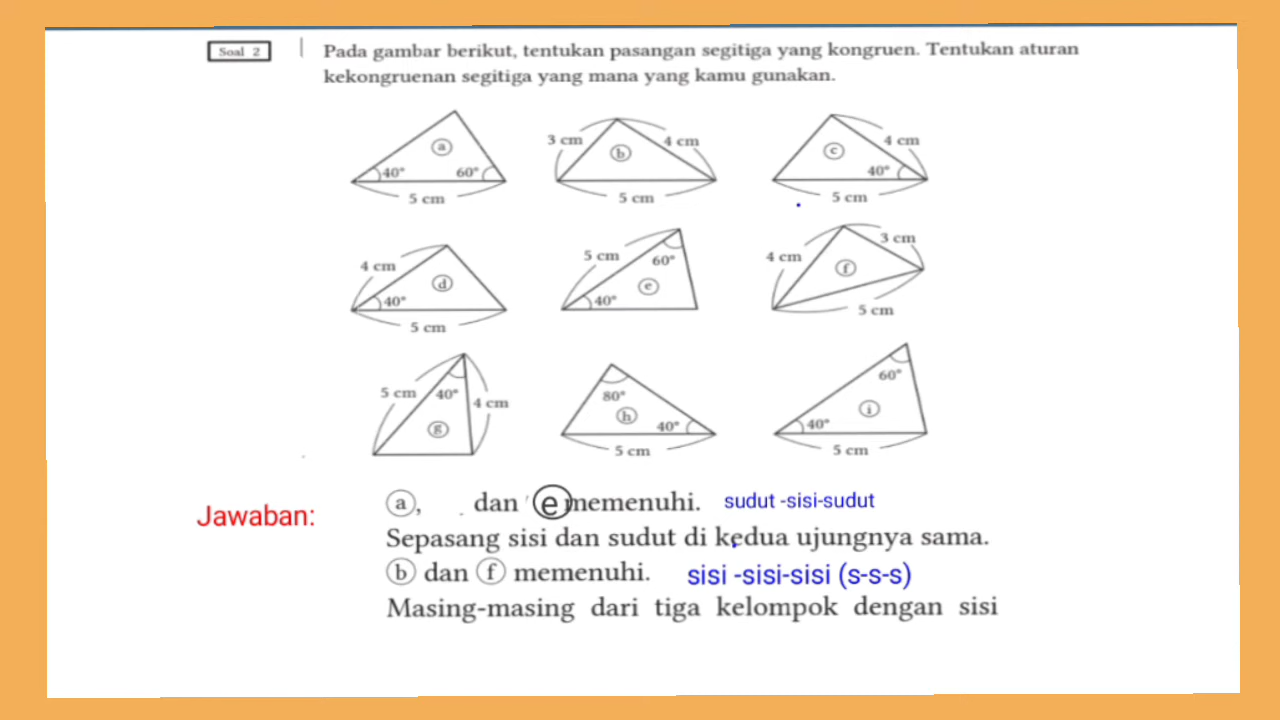 Soal 2
Pada gambar berikut, tentukan pasangan segitiga yang kongruen. Tentukan aturan
kekongruenan segitiga yang mana yang kamu gunakan.
a
40°
60°
5 cm
3 cm
4 cm
b
5 cm
c
4 cm
40°
5 cm
4 cm
d
40°
5 cm
5 cm
60°
e
40°
4 cm
3 cm
f
5 cm
5 cm
40°
4 cm
g
80°
h
40°
5 cm
60°
i
40°
5 cm
Jawaban:
a, dan e memenuhi. sudut -sisi-sudut
Sepasang sisi dan sudut di kedua ujungnya sama.
b dan f memenuhi. sisi -sisi-sisi (s-s-s)
Masing-masing dari tiga kelompok dengan sisi